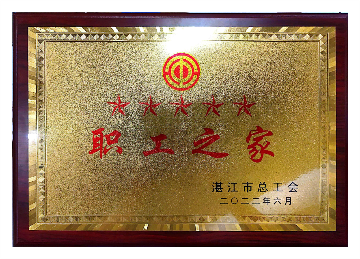 职工之家
湛江市总工会
二〇二二年六月